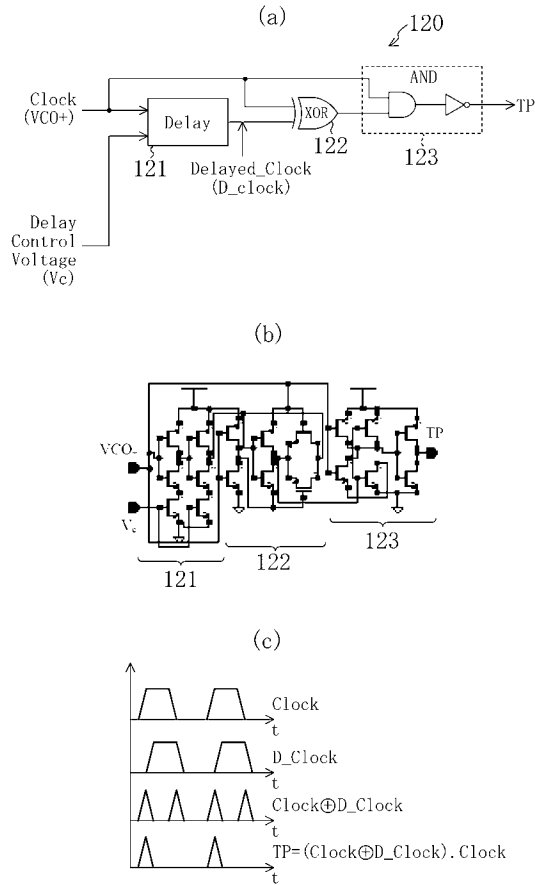 (a)
120
AND
Clock
(VCO+)
Delay
XOR
TP
121
122
123
Delayed_Clock
(D_clock)
Delay
Control
Voltage
(Vc)
(b)
VCO+
Vc
TP
121
122
123
(c)
Clock
t
D_Clock
t
Clock⊕D_Clock
t
TP=(Clock⊕D_Clock).Clock
t